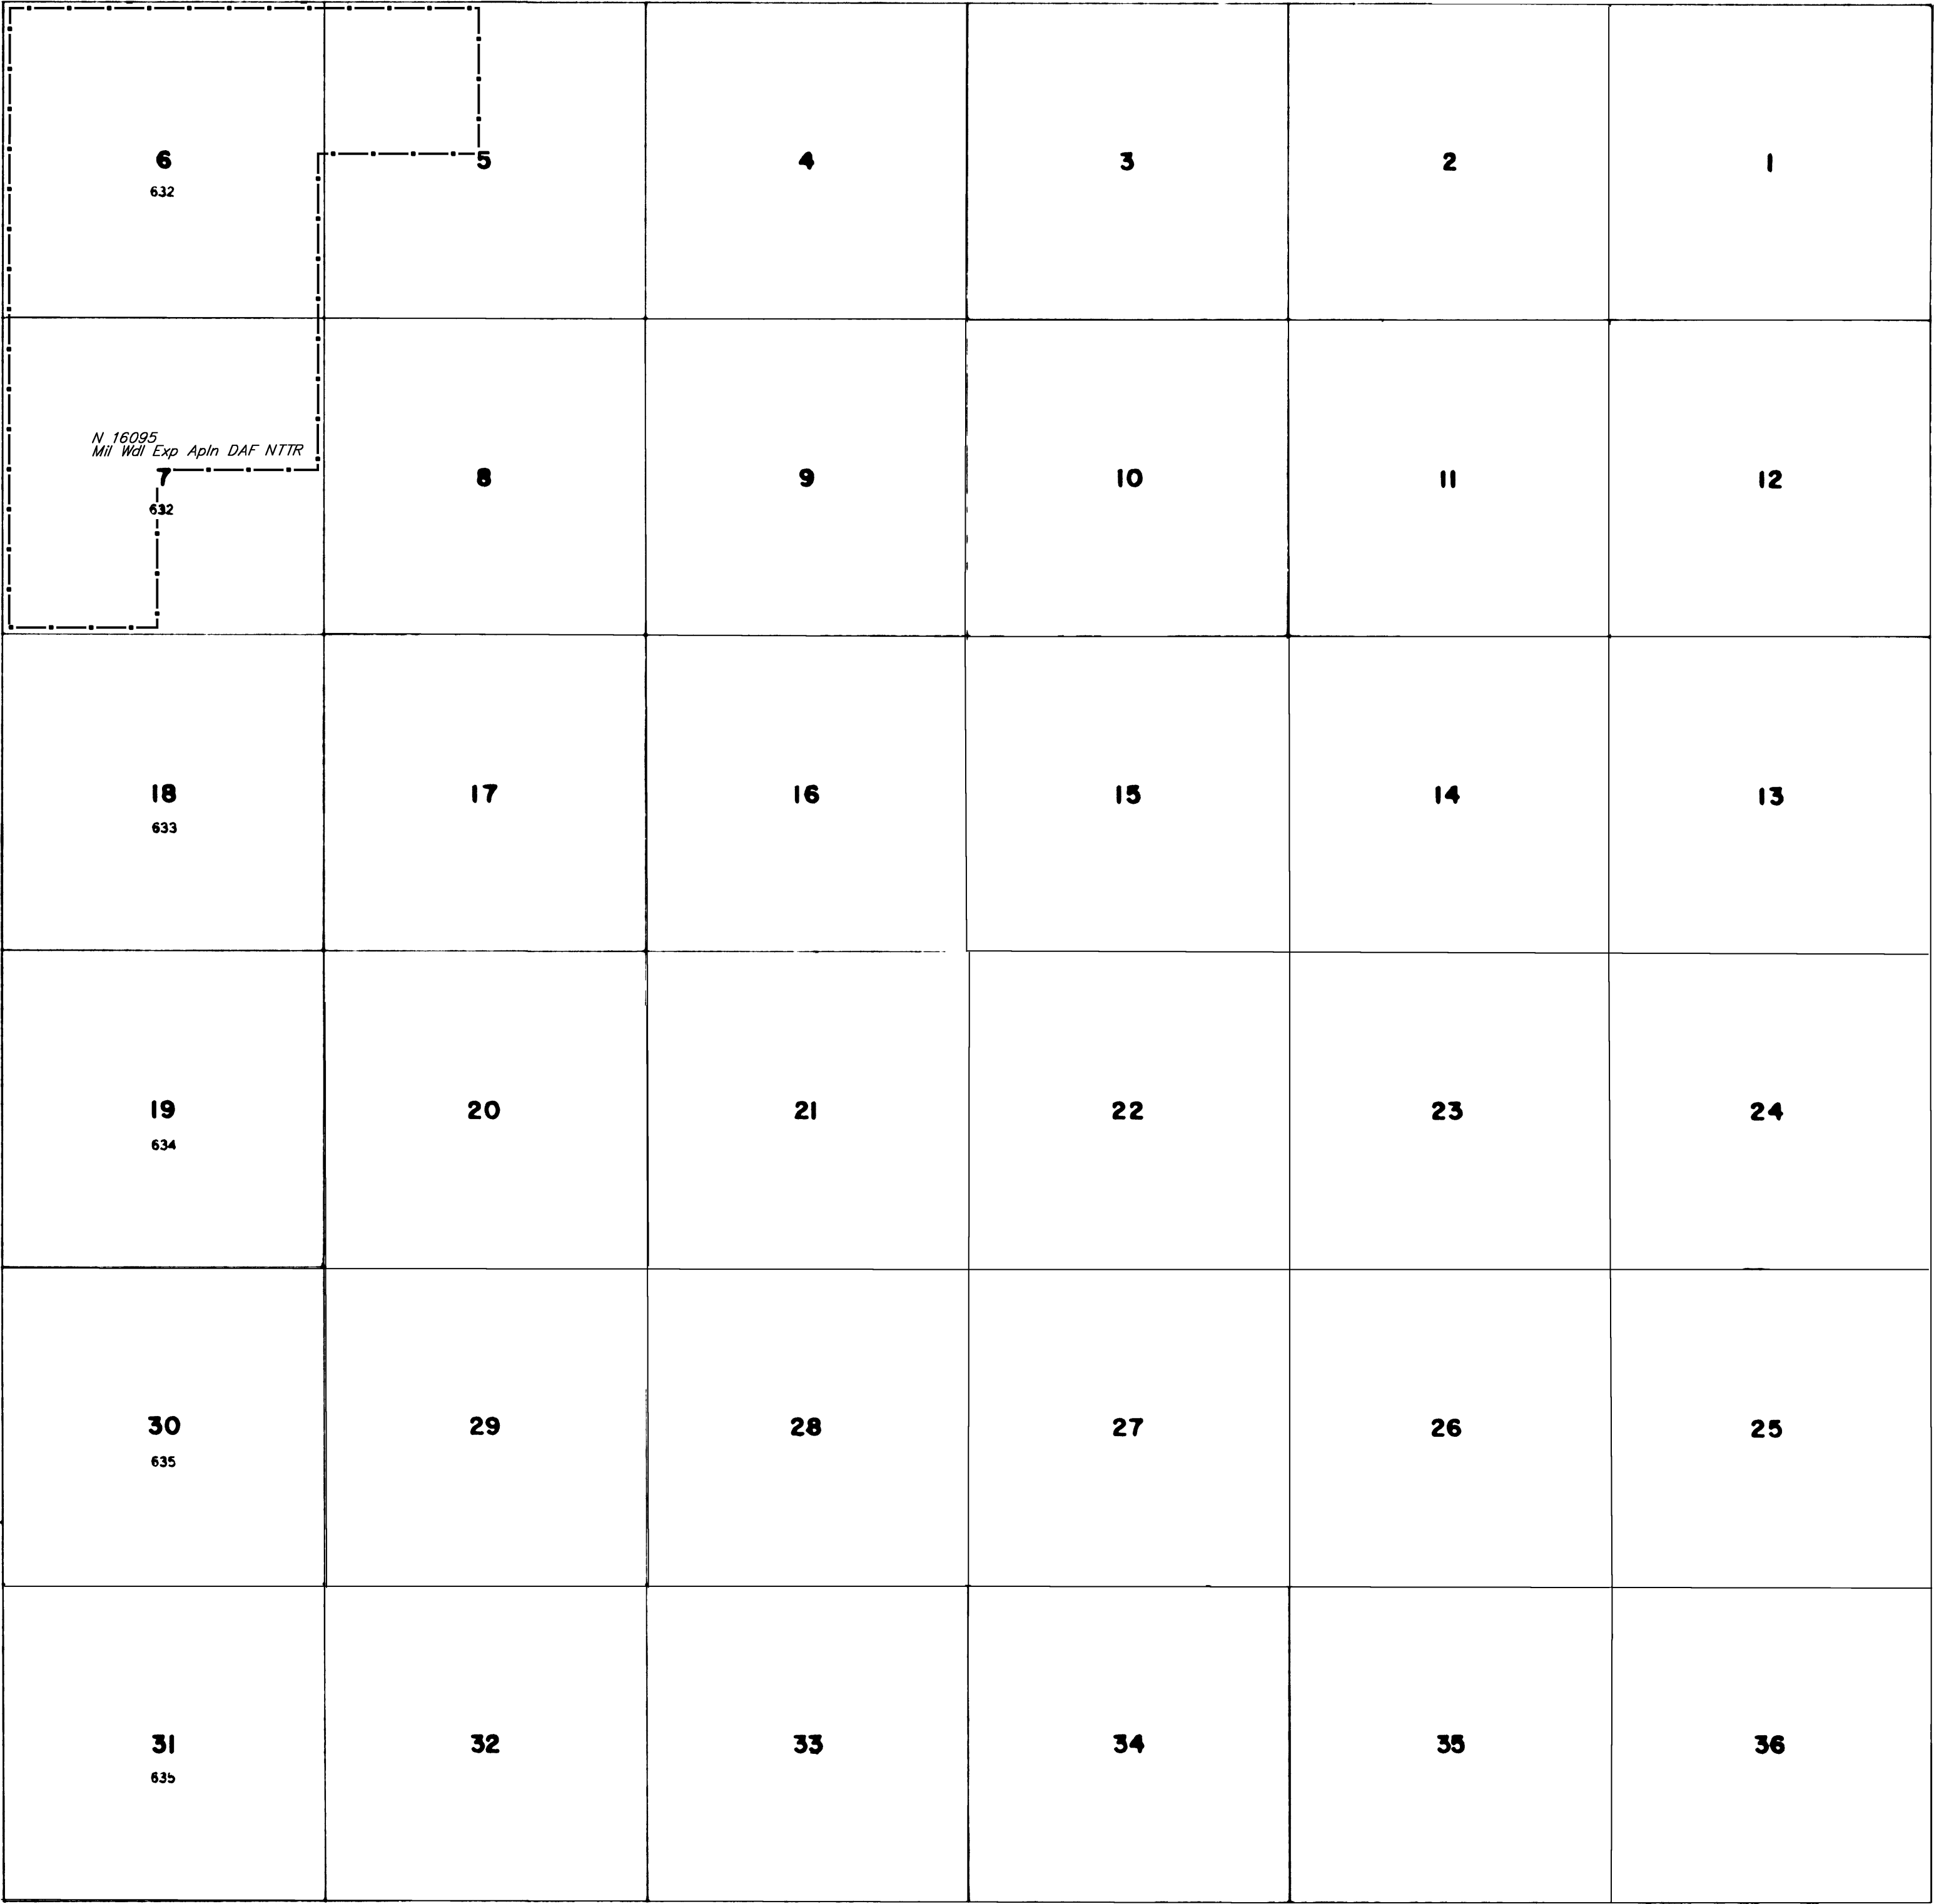 6 5 4 3 2 1
632
N 16095
Mil Wdl Exp Apln DAF NTTR
7 8 9 10 11 12
632
18 17 16 15 14 13
633
19 20 21 22 23 24
634
30 29 28 27 26 25
635
31 32 33 34 35 36
635